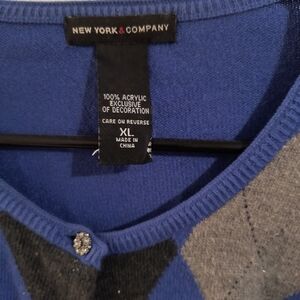 NEW YORK & COMPANY
100% ACRYLIC
EXCLUSIVE
OF DECORATION
CARE ON REVERSE
XL
MADE IN
CHINA